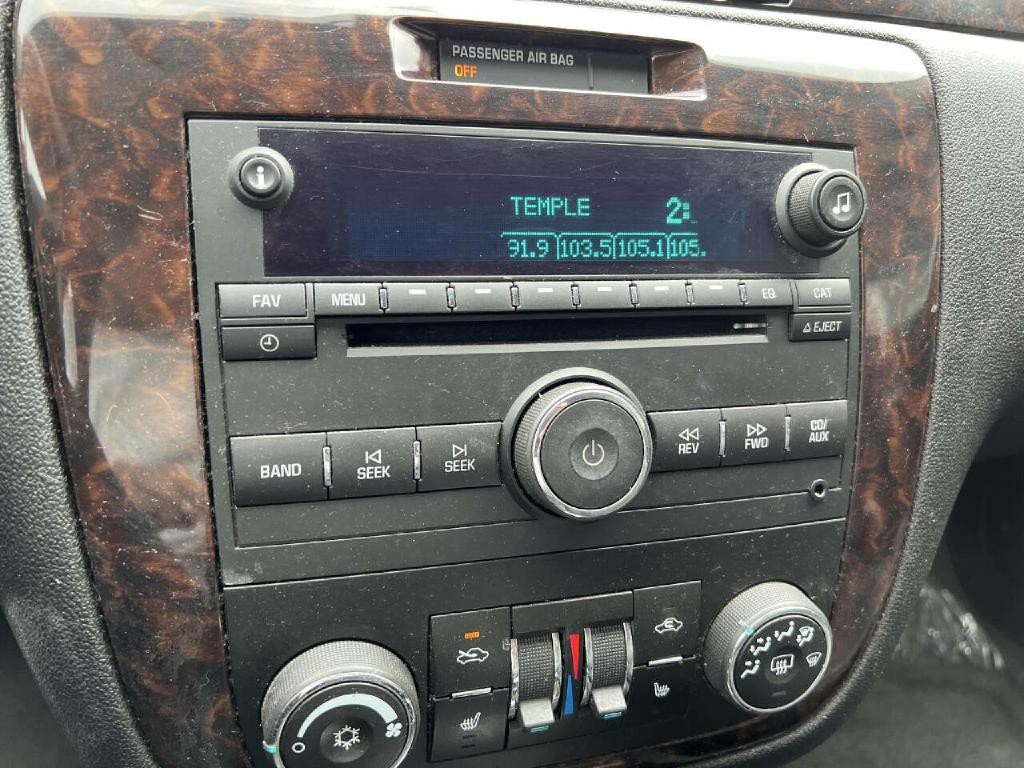 PASSENGER AIR BAG
OFF
i
TEMPLE 2:
91.9 103.5 105.1 105.
FAV MENU EQ CAT
EJECT
BAND SEEK SEEK REV FWD CD/AUX